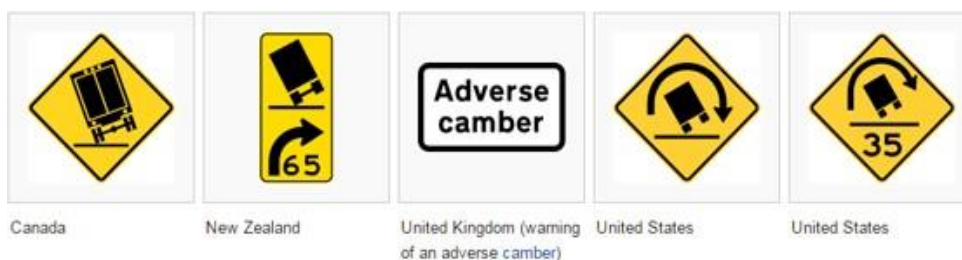 65
Adverse
camber
35
Canada
New Zealand
United Kingdom (warning
of an adverse camber)
United States
United States